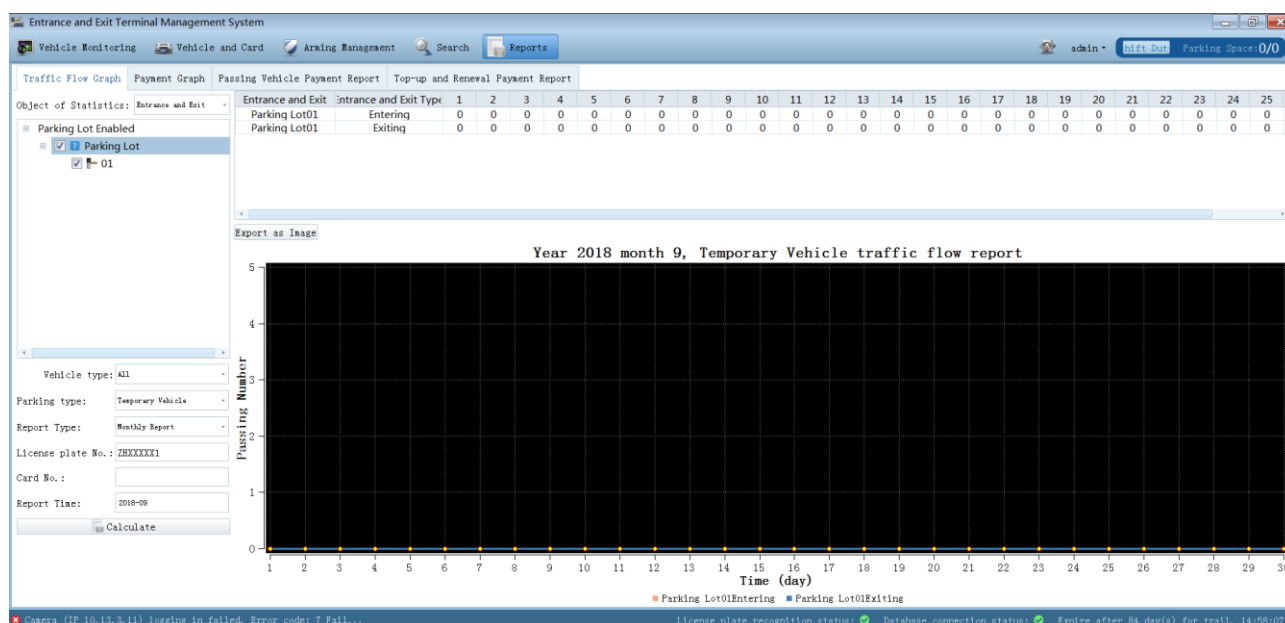 Entrance and Exit Terminal Management System
Vehicle Monitoring Vehicle and Card Arming Management Search Reports admin hift Dut Parking Space:0/0
Traffic Flow Graph Payment Graph Passing Vehicle Payment Report Top-up and Renewal Payment Report
Object of Statistics: Entrance and Exit
Parking Lot Enabled
Parking Lot
01
Vehicle type: All
Parking type: Temporary Vehicle
Report Type: Monthly Report
License plate No.: ZHXXXXX1
Card No.:
Report Time: 2018-09
Calculate
Entrance and Exit Entrance and Exit Type 1 2 3 4 5 6 7 8 9 10 11 12 13 14 15 16 17 18 19 20 21 22 23 24 25
Parking Lot01 Entering 0 0 0 0 0 0 0 0 0 0 0 0 0 0 0 0 0 0 0 0 0 0 0 0 0
Parking Lot01 Exiting 0 0 0 0 0 0 0 0 0 0 0 0 0 0 0 0 0 0 0 0 0 0 0 0 0
Export as Image
Year 2018 month 9, Temporary Vehicle traffic flow report
Passing Number
5
4
3
2
1
0
1 2 3 4 5 6 7 8 9 10 11 12 13 14 15 16 17 18 19 20 21 22 23 24 25 26 27 28 29 30
Time (day)
Parking Lot01Entering Parking Lot01Exiting
Camera (IP 10.13.3.11) logging in failed. Error code: 7 Fail... License plate recognition status: Database connection status: Expire after 84 day(s) for trail. 14:58:07